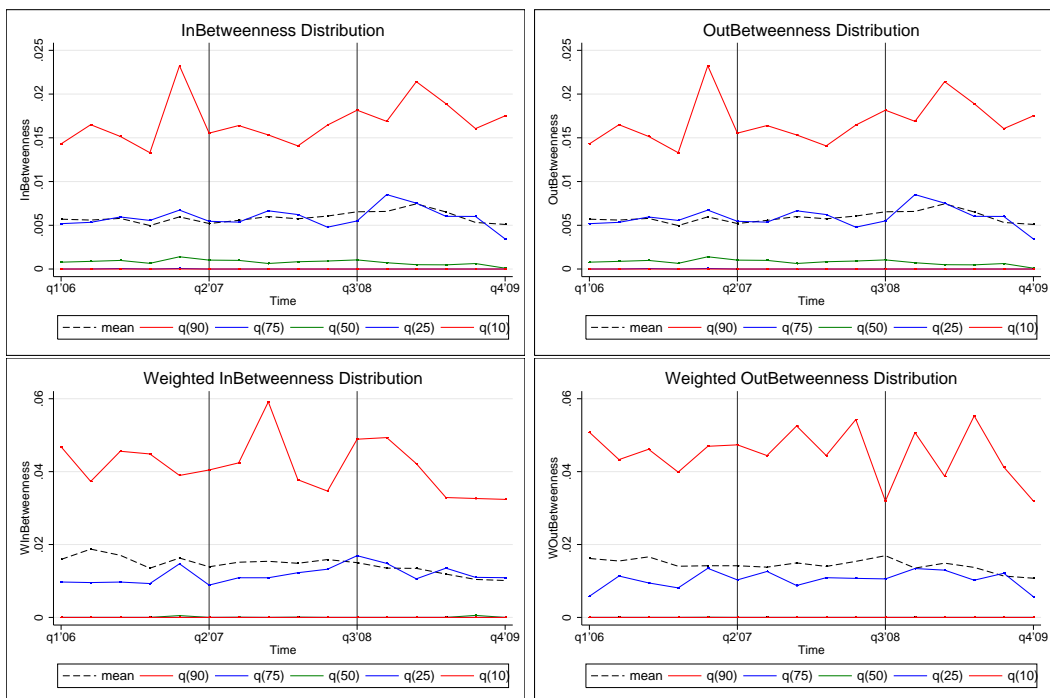 InBetweenness Distribution
InBetweenness
0 .005 .01 .015 .02 .025
q1'06 q2'07 q3'08 q4'09
Time
mean q(90) q(75) q(50) q(25) q(10)
OutBetweenness Distribution
OutBetweenness
0 .005 .01 .015 .02 .025
q1'06 q2'07 q3'08 q4'09
Time
mean q(90) q(75) q(50) q(25) q(10)
Weighted InBetweenness Distribution
WInBetweenness
0 .02 .04 .06
q1'06 q2'07 q3'08 q4'09
Time
mean q(90) q(75) q(50) q(25) q(10)
Weighted OutBetweenness Distribution
WOutBetweenness
0 .02 .04 .06
q1'06 q2'07 q3'08 q4'09
Time
mean q(90) q(75) q(50) q(25) q(10)